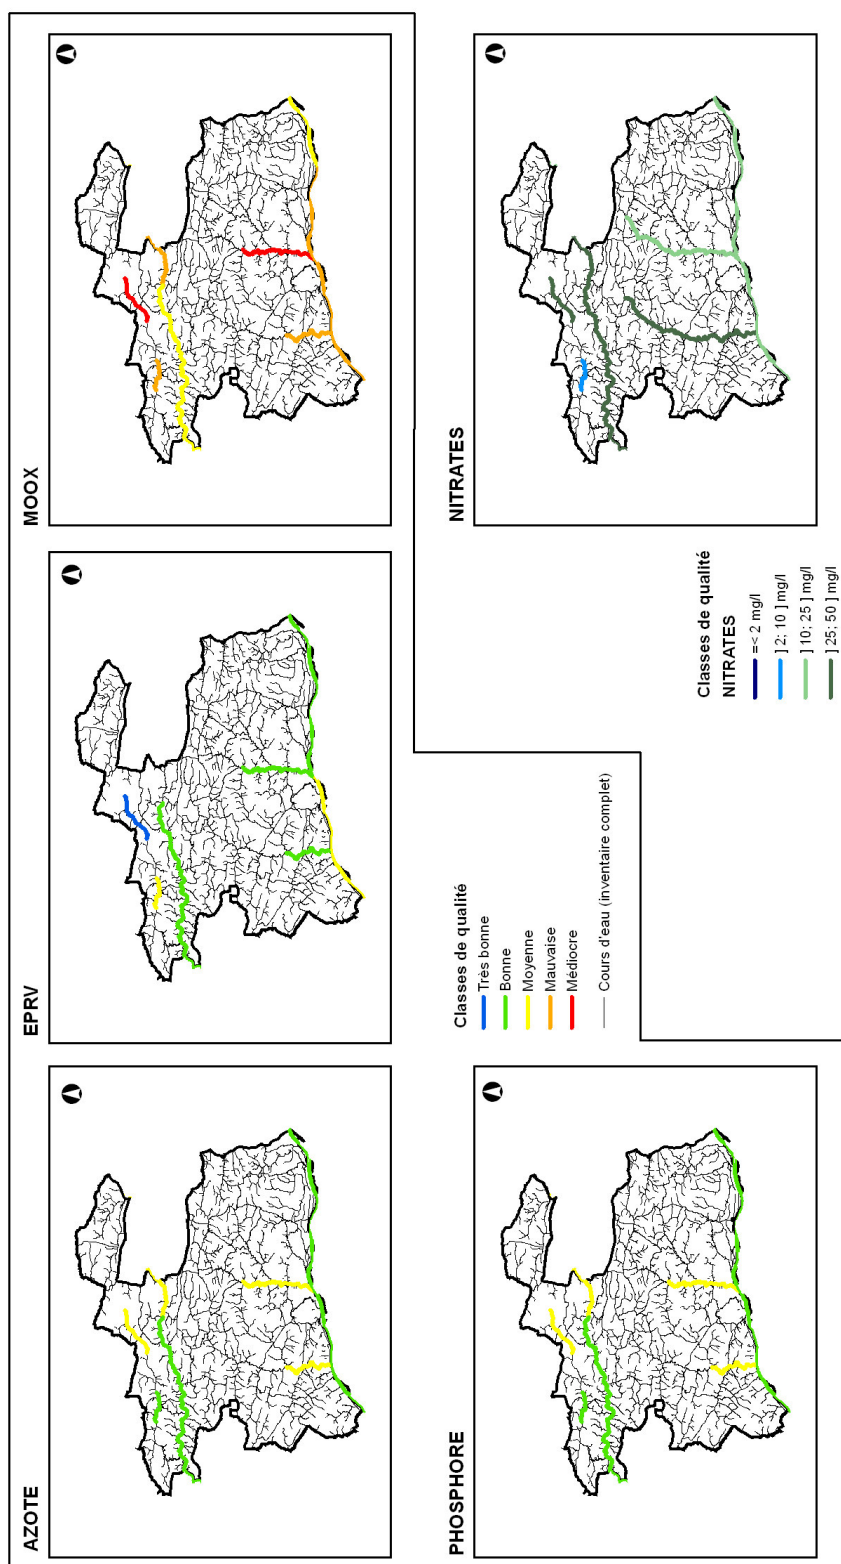 AZOTE
EPRV
MOOX
PHOSPHORE
Classes de qualité
Très bonne
Bonne
Moyenne
Mauvaise
Médiocre
Cours d'eau (inventaire complet)
Classes de qualité
NITRATES
=< 2 mg/l
] 2; 10 ] mg/l
] 10; 25 ] mg/l
] 25; 50 ] mg/l
NITRATES